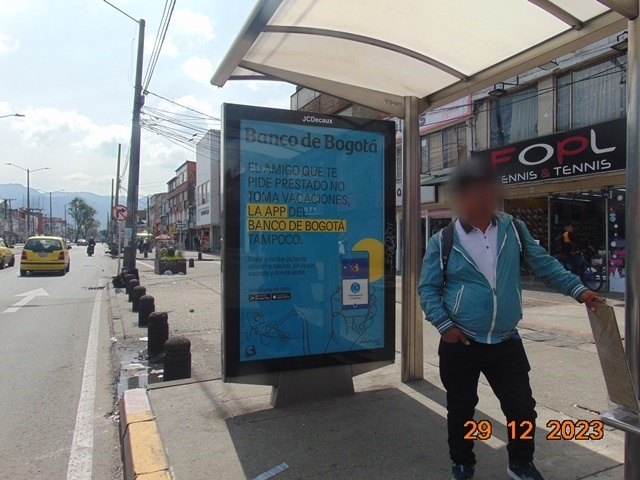 JCDecaux
Banco de Bogotá
EL AMIGO QUE TE
PIDE PRESTADO NO
TOMA VACACIONES,
LA APP DEL
BANCO DE BOGOTÁ
TAMPOCO.
FOPL
TENNIS & TENNIS
29 12 2023